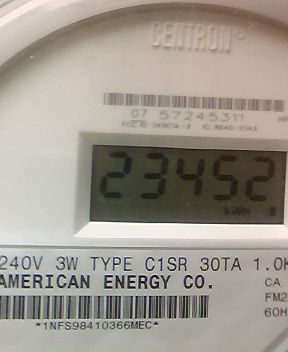 CENTRON®
07 57245311
23452
kWh
240V 3W TYPE C1SR 30TA 1.0K
AMERICAN ENERGY CO. CA
FM2
60H
*1NFS98410366MEC*